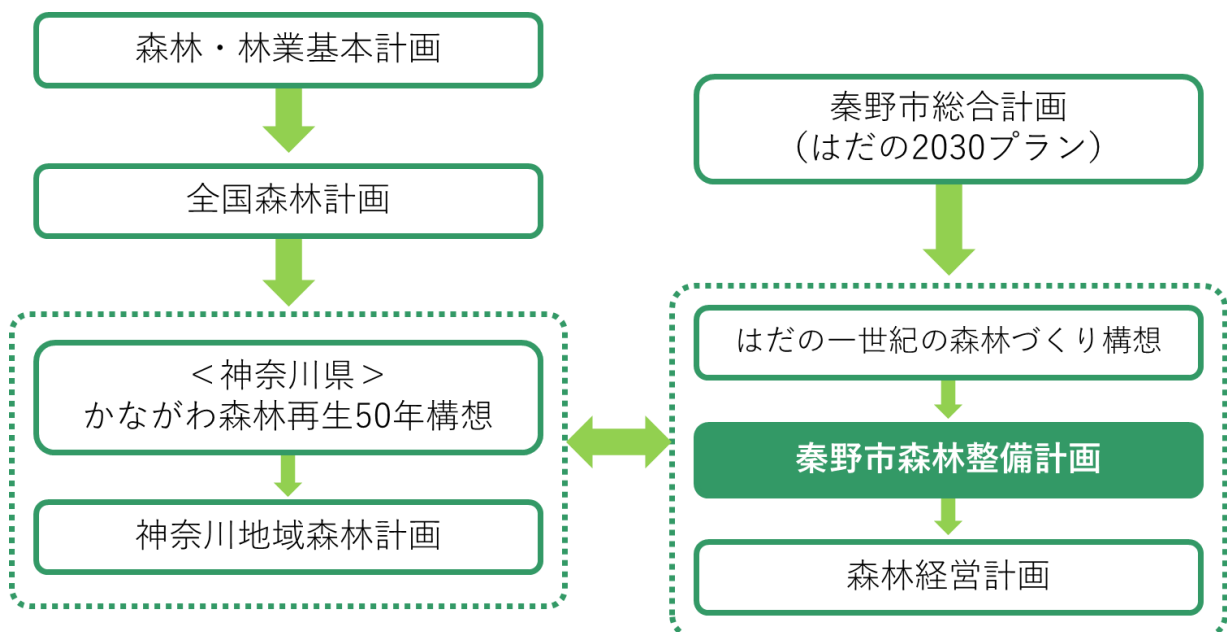 森林・林業基本計画
全国森林計画
＜神奈川県＞
かながわ森林再生50年構想
神奈川地域森林計画
秦野市総合計画
（はだの2030プラン）
はだの一世紀の森林づくり構想
秦野市森林整備計画
森林経営計画